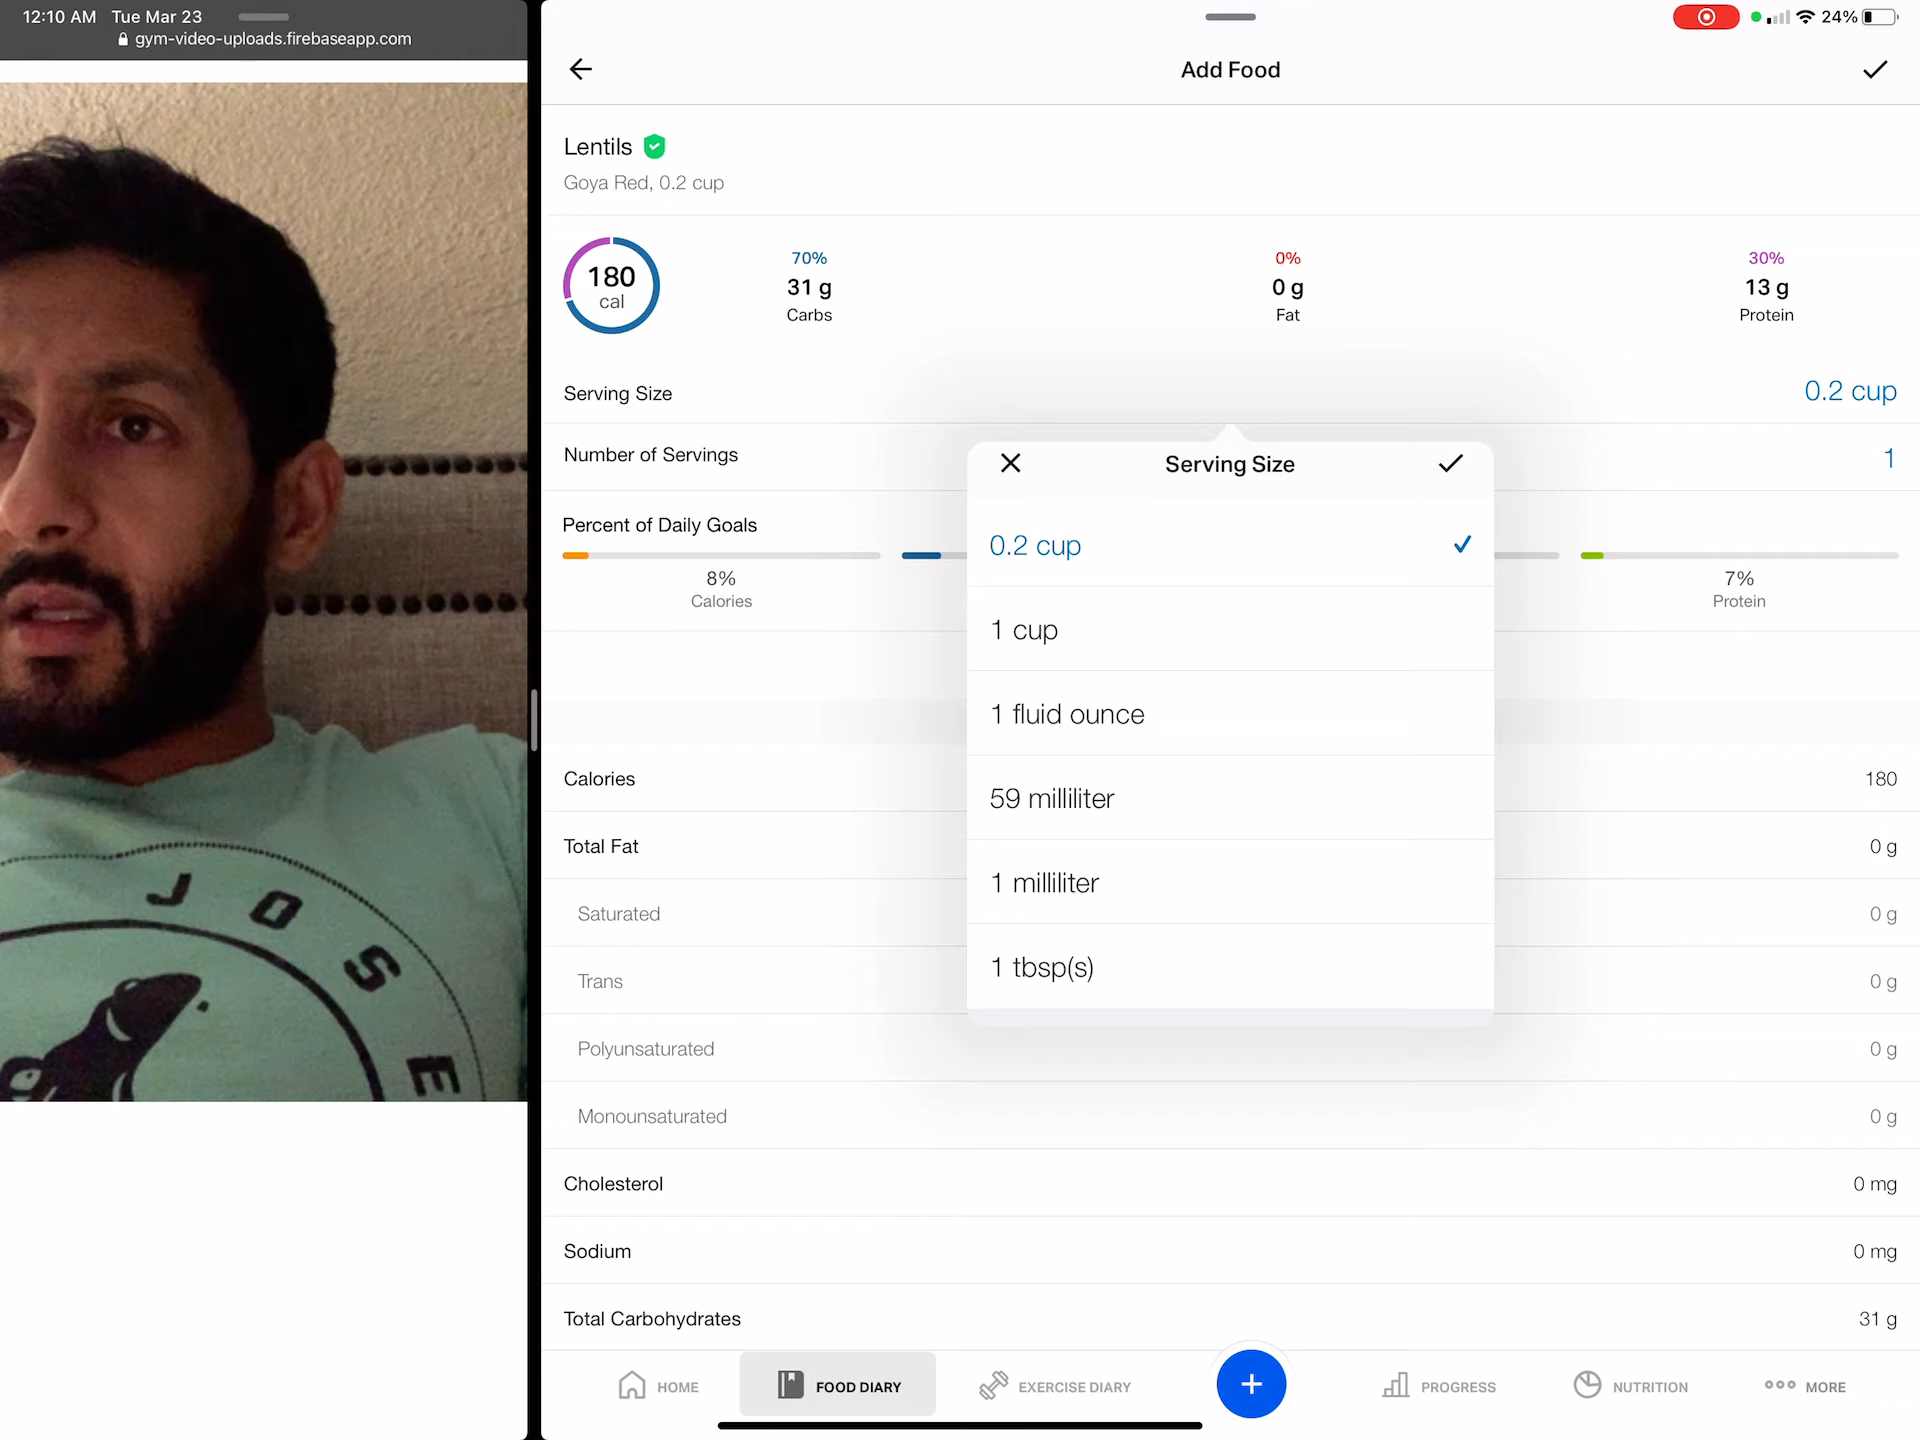 12:10 AM Tue Mar 23
gym-video-uploads.firebaseapp.com
24%
Add Food
Lentils
Goya Red, 0.2 cup
180
cal
70%
31 g
Carbs
0%
0 g
Fat
30%
13 g
Protein
Serving Size
0.2 cup
Number of Servings
1
Percent of Daily Goals
8%
Calories
7%
Protein
Serving Size
0.2 cup
1 cup
1 fluid ounce
59 milliliter
1 milliliter
1 tbsp(s)
Calories 180
Total Fat 0 g
Saturated 0 g
Trans 0 g
Polyunsaturated 0 g
Monounsaturated 0 g
Cholesterol 0 mg
Sodium 0 mg
Total Carbohydrates 31 g
HOME
FOOD DIARY
EXERCISE DIARY
PROGRESS
NUTRITION
MORE
JOSE